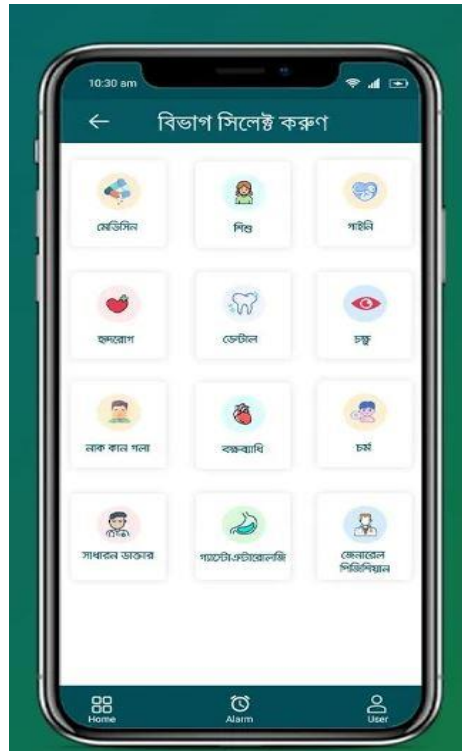 10:30 am
বিভাগ সিলেক্ট করুণ
মেডিসিন
শিশু
গাইনি
হৃদরোগ
ডেন্টাল
চক্ষু
নাক কান গলা
বক্ষব্যাধি
চর্ম
সাধারন ডাক্তার
গ্যাস্টোএন্টারোলজি
জেনারেল
পিজিশিয়ান
Home
Alarm
User